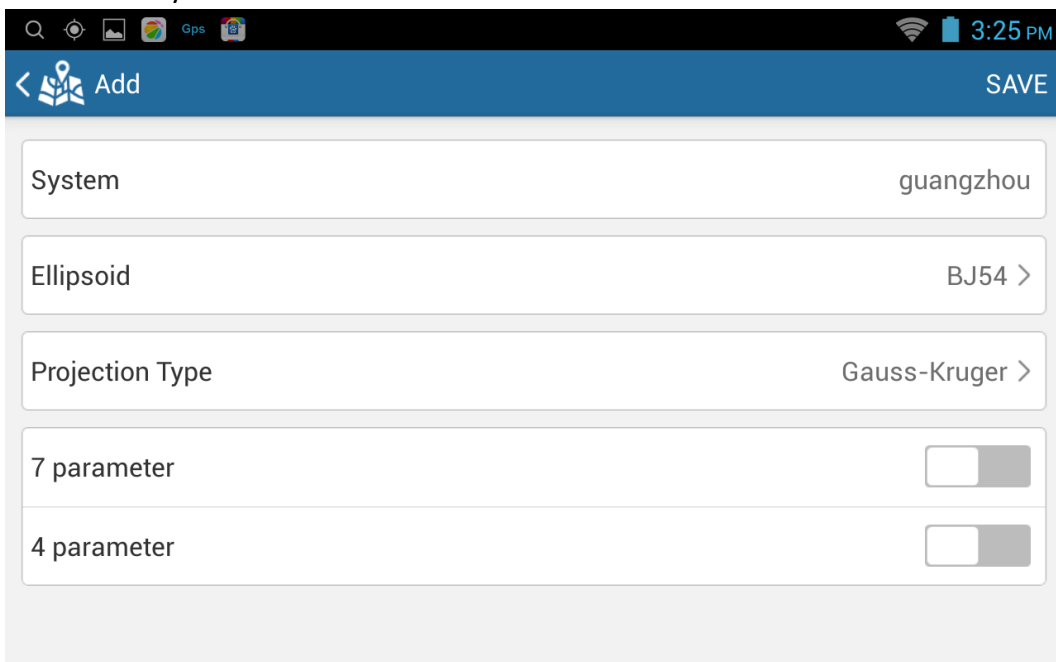 Gps 3:25 PM
Add SAVE
System guangzhou
Ellipsoid BJ54
Projection Type Gauss-Kruger
7 parameter
4 parameter